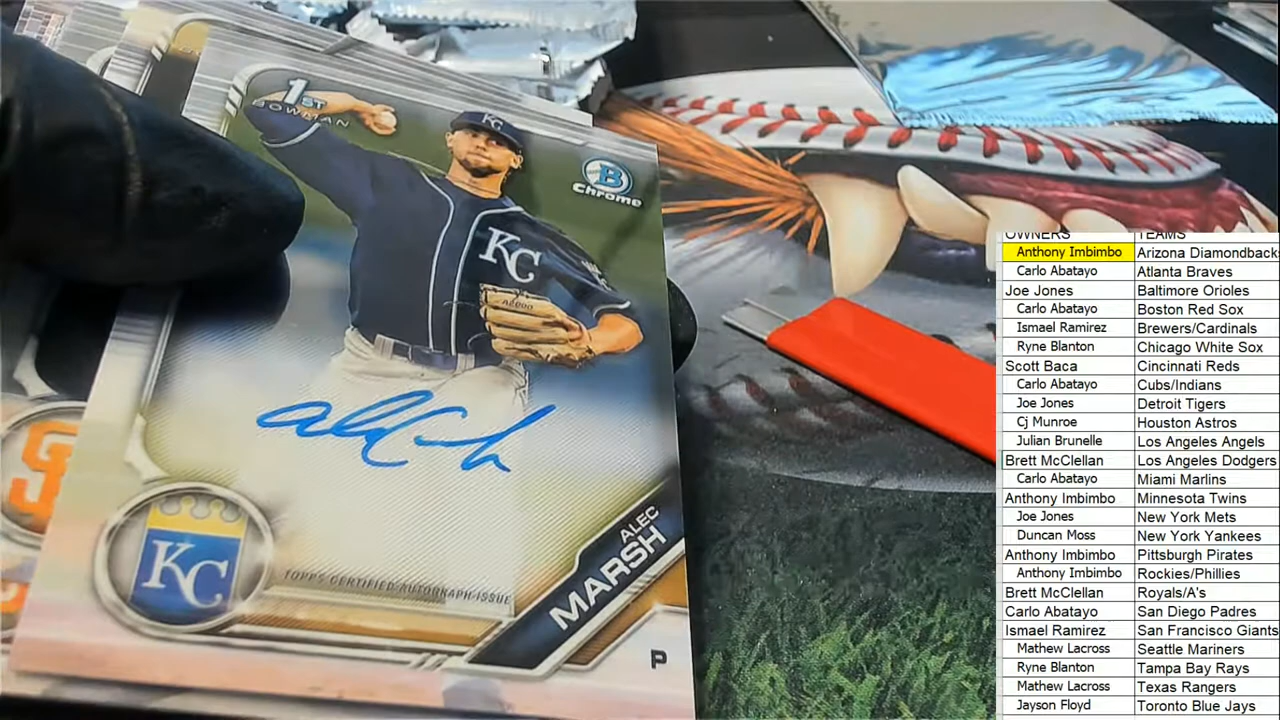 1ST
BOWMAN
KC
B
Chrome
KC
KC
TOPPS CERTIFIED AUTOGRAPH ISSUE
ALEC
MARSH
P
OWNERS TEAMS
Anthony Imbimbo Arizona Diamondback
Carlo Abatayo Atlanta Braves
Joe Jones Baltimore Orioles
Carlo Abatayo Boston Red Sox
Ismael Ramirez Brewers/Cardinals
Ryne Blanton Chicago White Sox
Scott Baca Cincinnati Reds
Carlo Abatayo Cubs/Indians
Joe Jones Detroit Tigers
Cj Munroe Houston Astros
Julian Brunelle Los Angeles Angels
Brett McClellan Los Angeles Dodgers
Carlo Abatayo Miami Marlins
Anthony Imbimbo Minnesota Twins
Joe Jones New York Mets
Duncan Moss New York Yankees
Anthony Imbimbo Pittsburgh Pirates
Anthony Imbimbo Rockies/Phillies
Brett McClellan Royals/A's
Carlo Abatayo San Diego Padres
Ismael Ramirez San Francisco Giants
Mathew Lacross Seattle Mariners
Ryne Blanton Tampa Bay Rays
Mathew Lacross Texas Rangers
Jayson Floyd Toronto Blue Jays